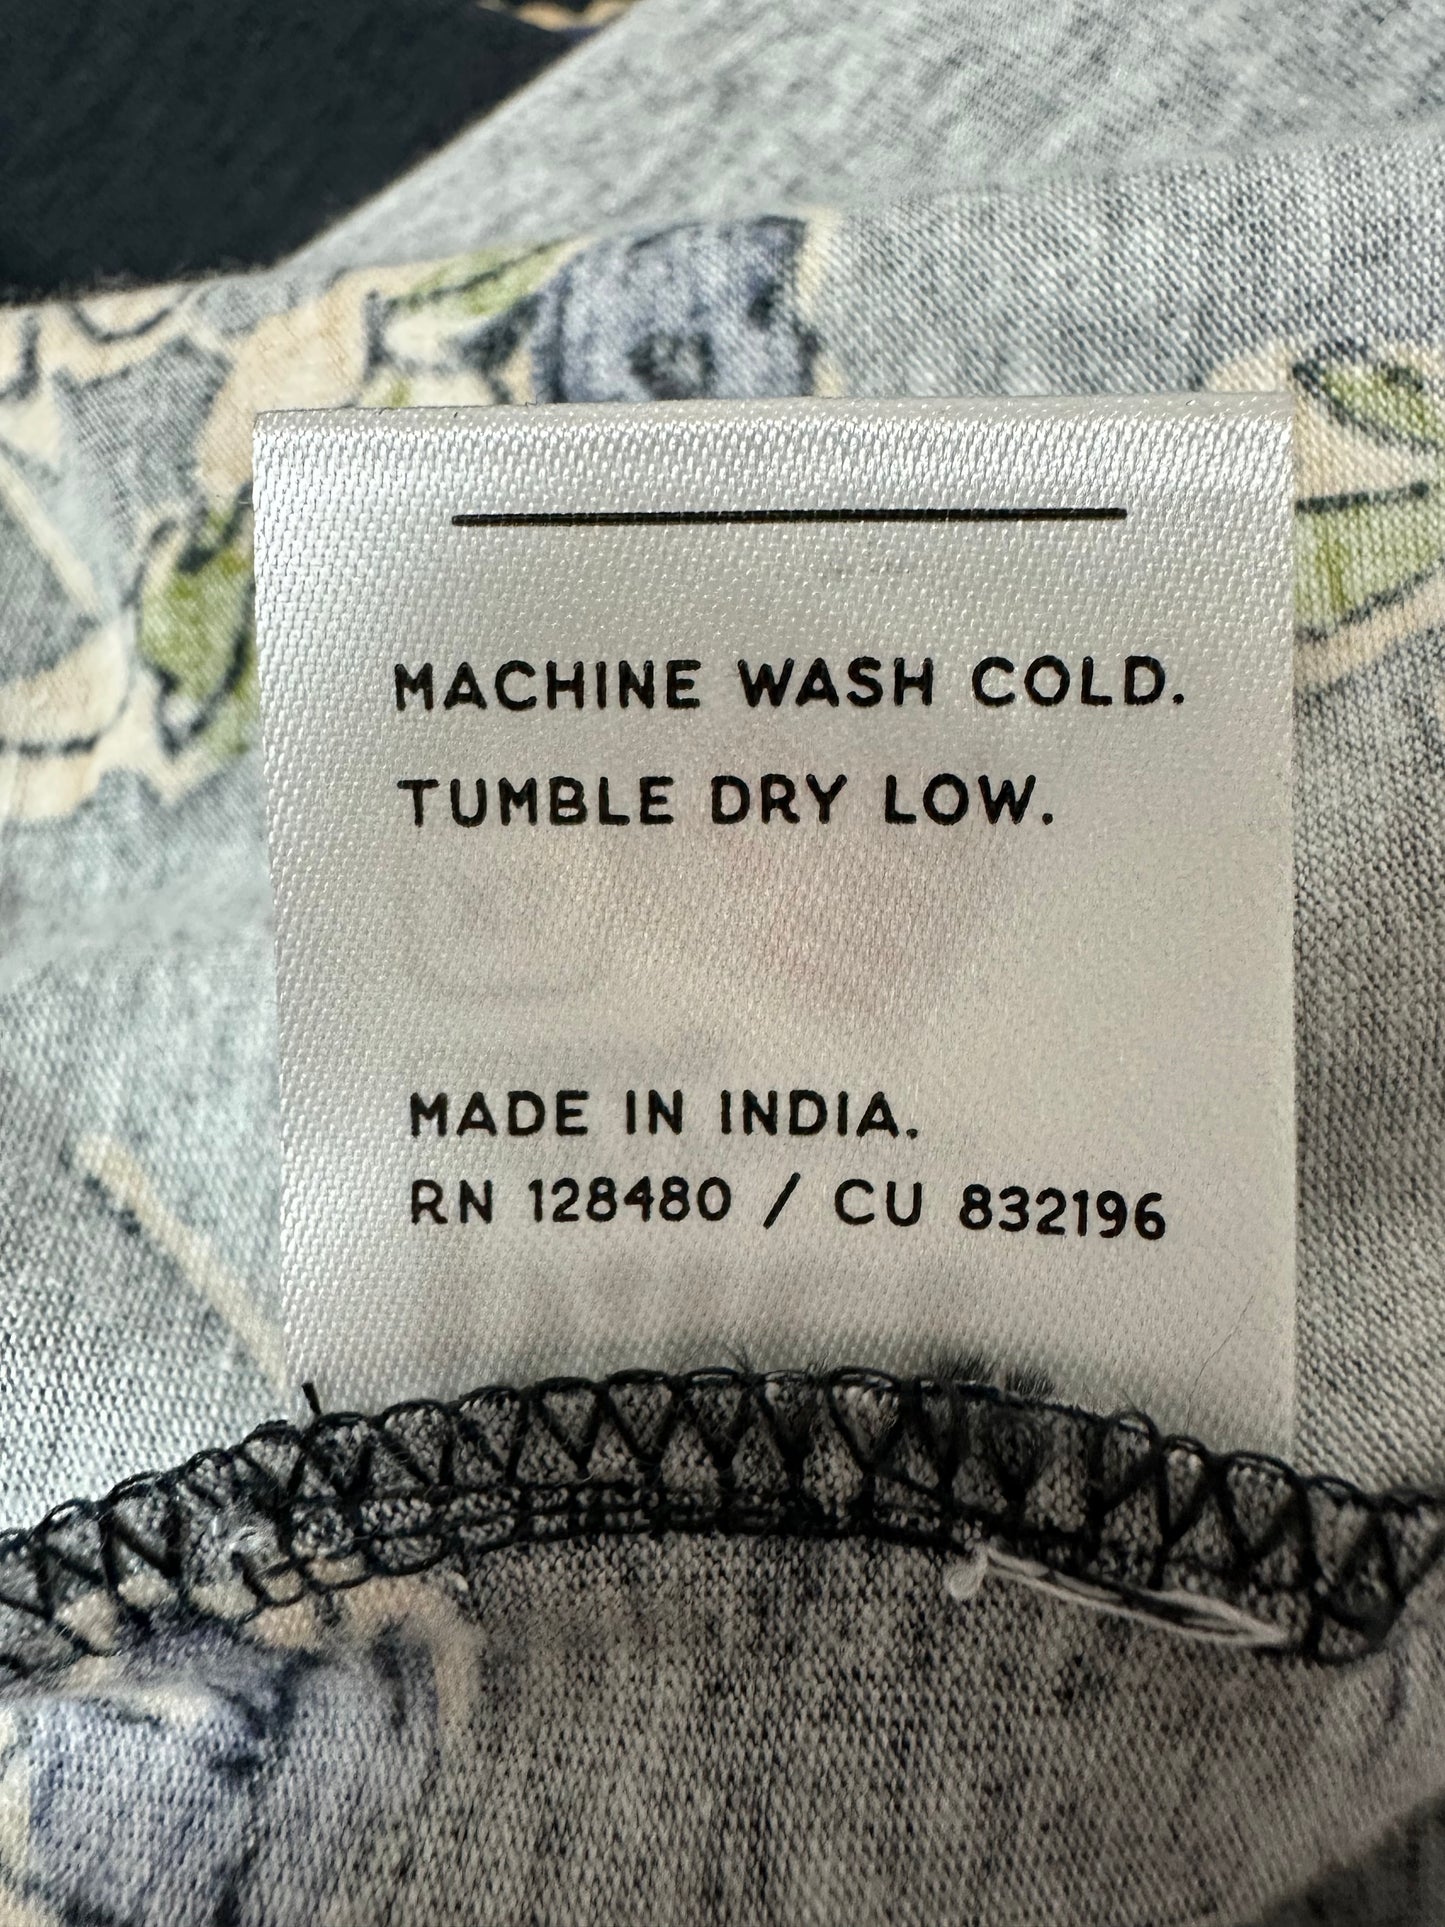 MACHINE WASH COLD.
TUMBLE DRY LOW.
MADE IN INDIA.
RN 128480 / CU 832196